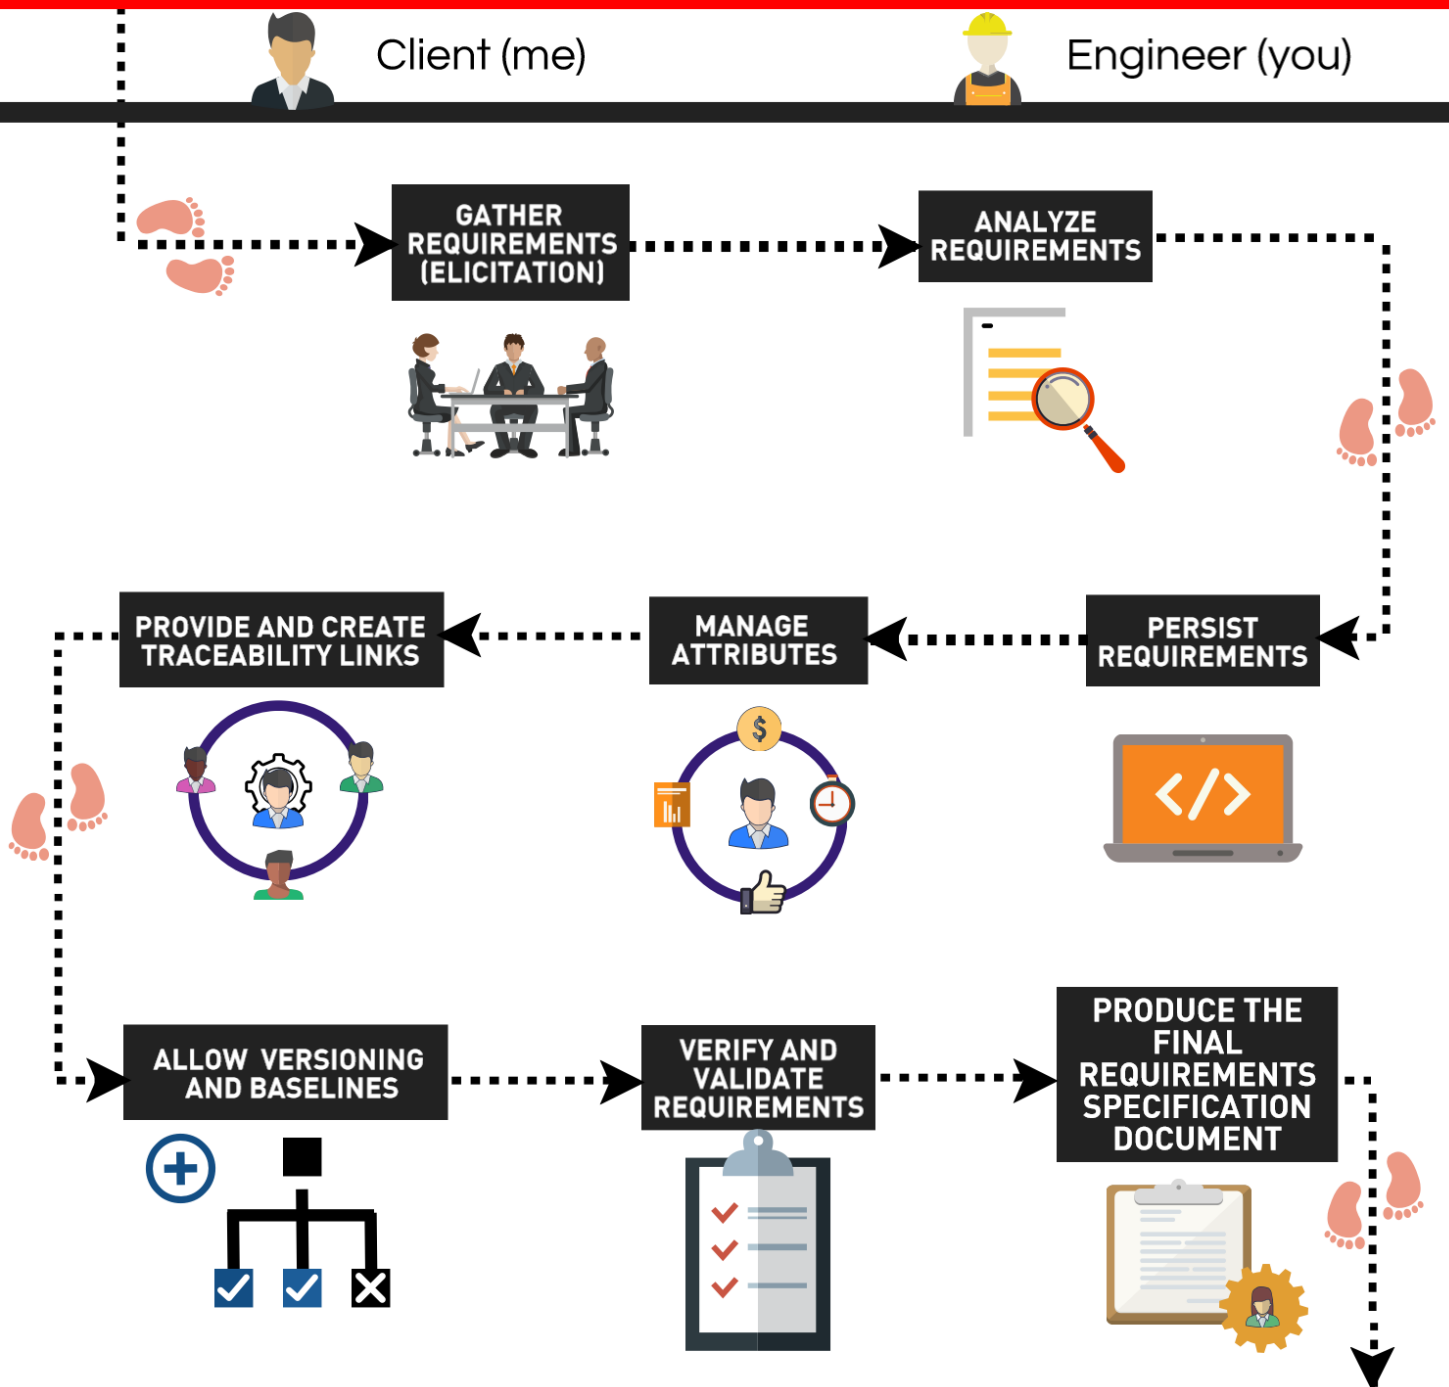 Client (me)
Engineer (you)
GATHER
REQUIREMENTS
(ELICITATION)
ANALYZE
REQUIREMENTS
PERSIST
REQUIREMENTS
MANAGE
ATTRIBUTES
PROVIDE AND CREATE
TRACEABILITY LINKS
$
</>
ALLOW VERSIONING
AND BASELINES
VERIFY AND
VALIDATE
REQUIREMENTS
PRODUCE THE
FINAL
REQUIREMENTS
SPECIFICATION
DOCUMENT